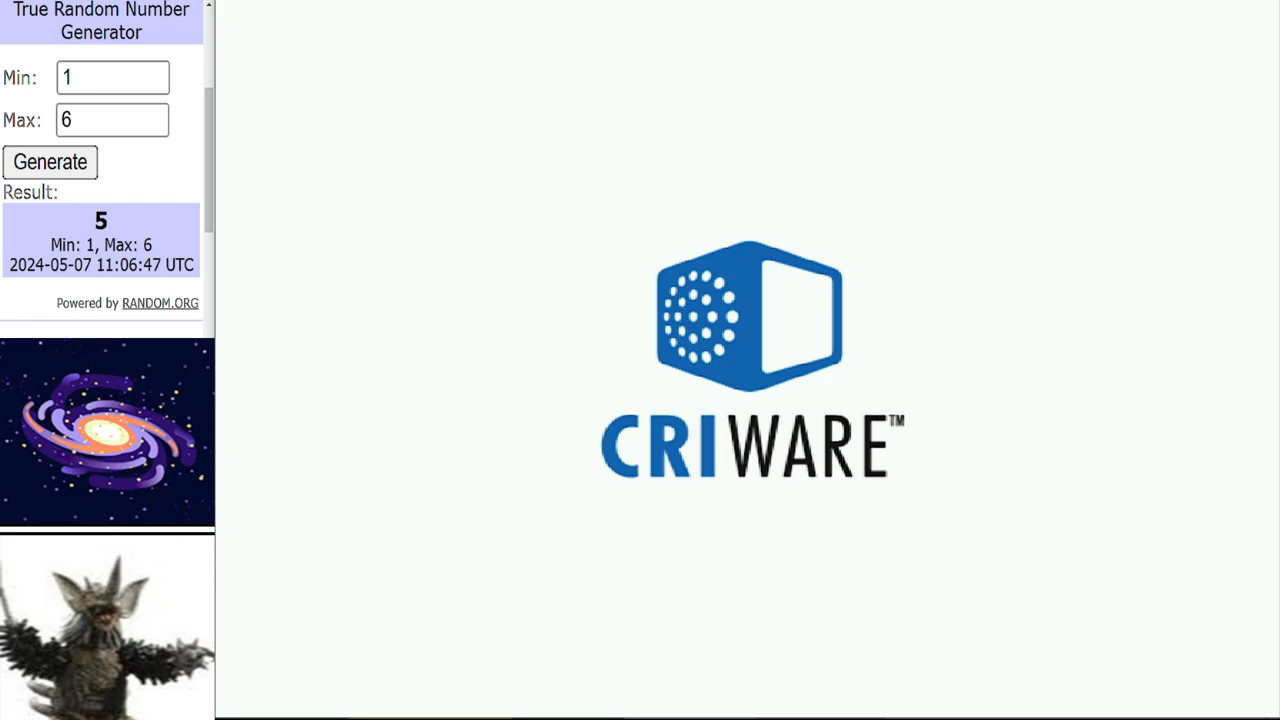 True Random Number
Generator
Min: 1
Max: 6
Generate
Result:
5
Min: 1, Max: 6
2024-05-07 11:06:47 UTC
Powered by RANDOM.ORG
CRIWARE™